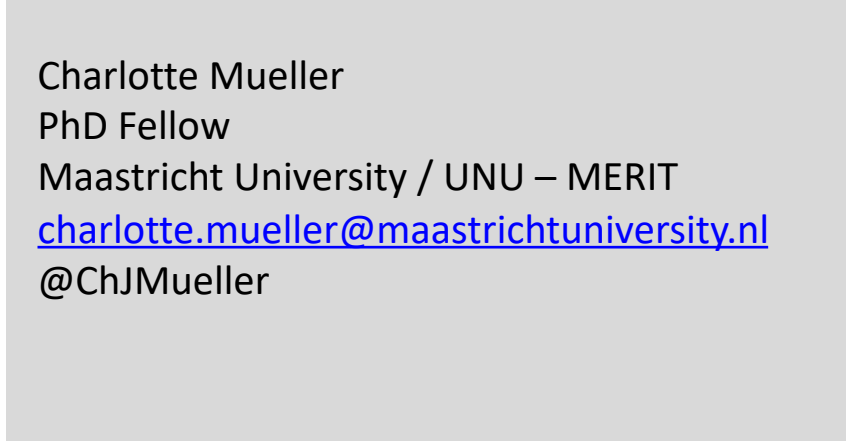 Charlotte Mueller
PhD Fellow
Maastricht University / UNU – MERIT
charlotte.mueller@maastrichtuniversity.nl
@ChJMueller